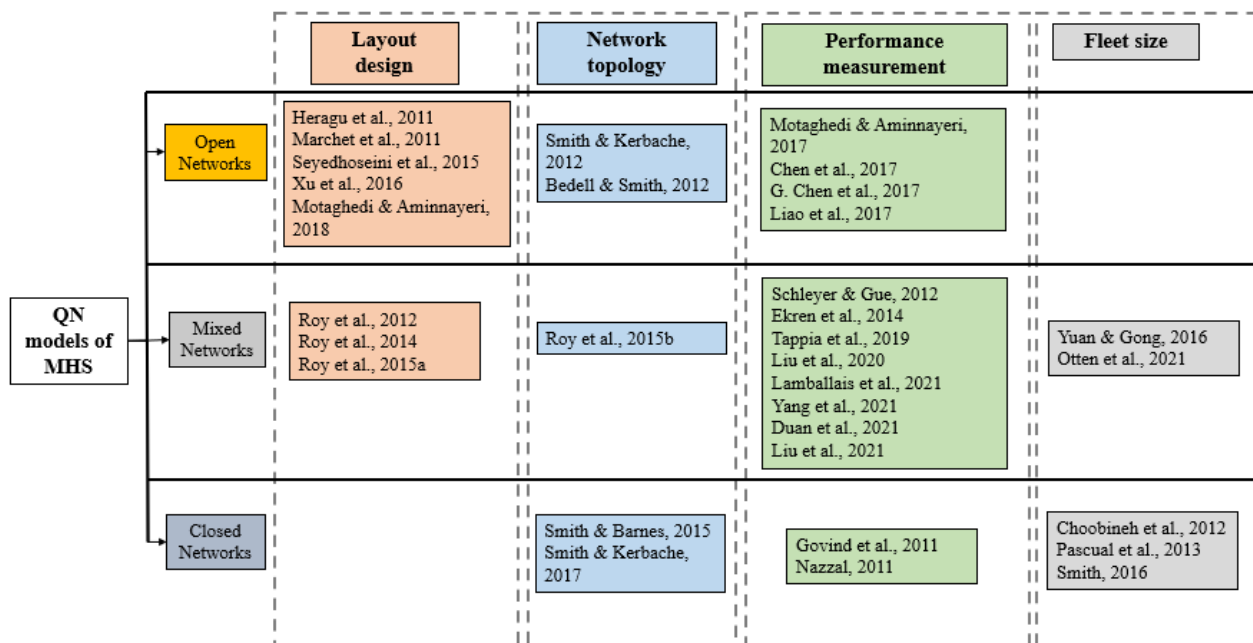 Layout
design
Network
topology
Performance
measurement
Fleet size
QN
models of
MHS
Open
Networks
Heragu et al., 2011
Marchet et al., 2011
Seyedhoseini et al., 2015
Xu et al., 2016
Motaghedi & Aminnayeri,
2018
Smith & Kerbache,
2012
Bedell & Smith, 2012
Motaghedi & Aminnayeri,
2017
Chen et al., 2017
G. Chen et al., 2017
Liao et al., 2017
Mixed
Networks
Roy et al., 2012
Roy et al., 2014
Roy et al., 2015a
Roy et al., 2015b
Schleyer & Gue, 2012
Ekren et al., 2014
Tappia et al., 2019
Liu et al., 2020
Lamballais et al., 2021
Yang et al., 2021
Duan et al., 2021
Liu et al., 2021
Yuan & Gong, 2016
Otten et al., 2021
Closed
Networks
Smith & Barnes, 2015
Smith & Kerbache,
2017
Govind et al., 2011
Nazzal, 2011
Choobineh et al., 2012
Pascual et al., 2013
Smith, 2016